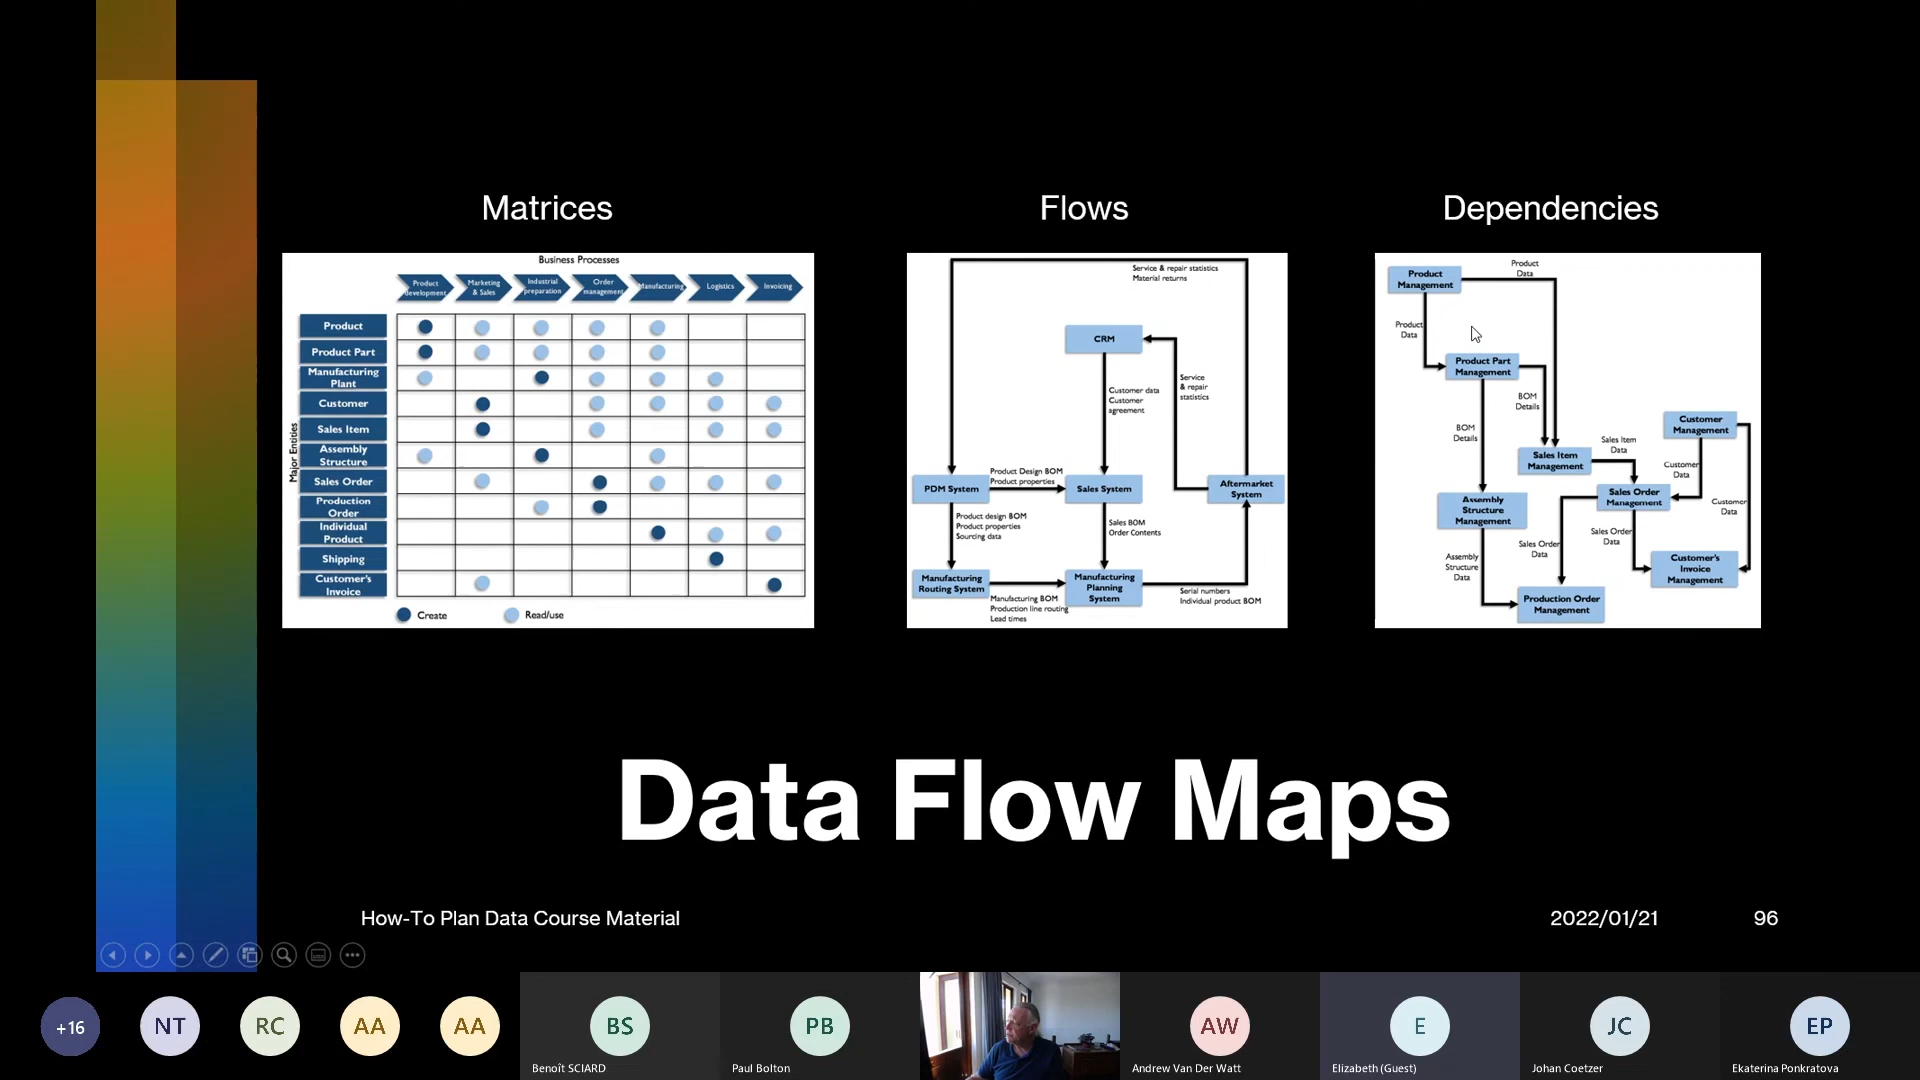 Matrices
Flows
Dependencies
Business Processes
Product
development
Marketing
& Sales
Industrial
preparation
Order
management
Manufacturing
Logistics
Invoicing
Major Entities
Product
Product Part
Manufacturing
Plant
Customer
Sales Item
Assembly
Structure
Sales Order
Production
Order
Individual
Product
Shipping
Customer's
Invoice
Create
Read/use
Service & repair statistics
Material returns
CRM
Customer data
Customer
agreement
Service
& repair
statistics
PDM System
Product Design BOM
Product properties
Sales System
Aftermarket
System
Product design BOM
Product properties
Sourcing data
Sales BOM
Order Contents
Manufacturing
Routing System
Manufacturing
Planning
System
Manufacturing BOM
Production line routing
Lead times
Serial numbers
Individual product BOM
Product
Management
Product
Data
Product
Data
Product Part
Management
BOM
Details
BOM
Details
Customer
Management
Sales Item
Management
Sales Item
Data
Customer
Data
Customer
Data
Assembly
Structure
Management
Sales Order
Management
Sales Order
Data
Sales Order
Data
Assembly
Structure
Data
Customer's
Invoice
Management
Production Order
Management
Data Flow Maps
How-To Plan Data Course Material
2022/01/21
96
+16
NT
RC
AA
AA
BS
Benoît SCIARD
PB
Paul Bolton
AW
Andrew Van Der Watt
E
Elizabeth (Guest)
JC
Johan Coetzer
EP
Ekaterina Ponkratova